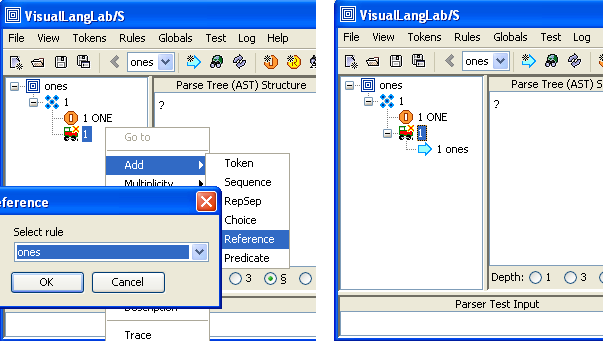 VisualLangLab/S
File View Tokens Rules Globals Test Log Help
ones
ones
1
1 ONE
1
Parse Tree (AST) Structure
?
Go to
Add
Multiplicity
Token
Sequence
RepSep
Choice
Reference
Predicate
eference
Select rule
ones
OK Cancel
3 §
Description
Trace
VisualLangLab/S
File View Tokens Rules Globals Test Log
ones
ones
1
1 ONE
1
1 ones
Parse Tree (AST) S
?
Depth: 1 3
Parser Test Input